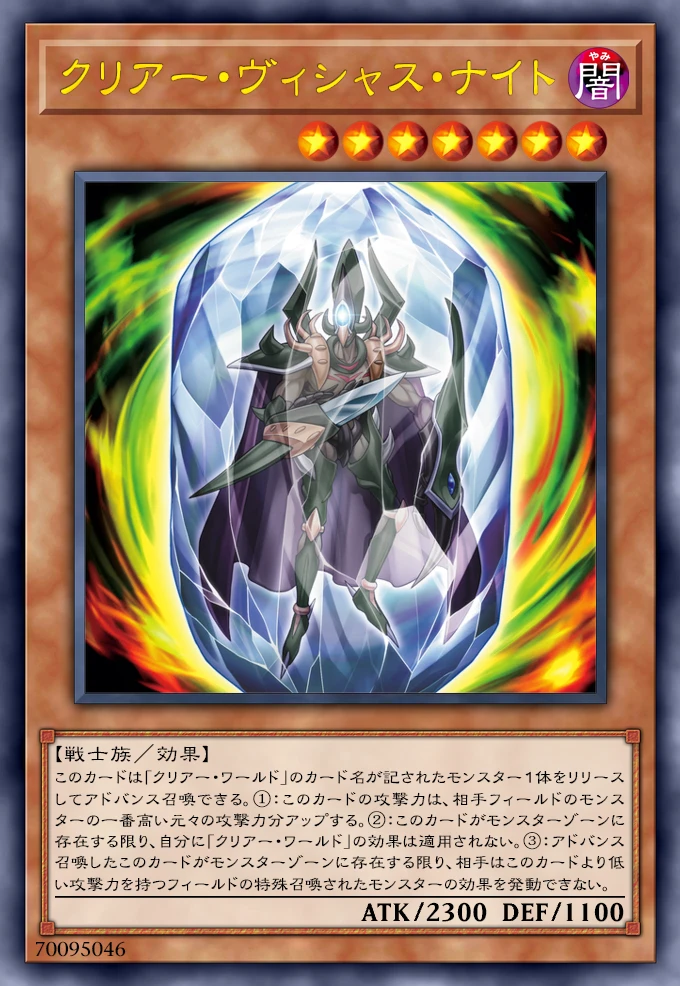 クリアー・ヴィシャス・ナイト
やみ
闇
【戦士族／効果】
このカードは「クリアー・ワールド」のカード名が記されたモンスター１体をリリース
してアドバンス召喚できる。①：このカードの攻撃力は、相手フィールドのモンス
ターの一番高い元々の攻撃力分アップする。②：このカードがモンスターゾーンに
存在する限り、自分に「クリアー・ワールド」の効果は適用されない。③：アドバンス
召喚したこのカードがモンスターゾーンに存在する限り、相手はこのカードより低
い攻撃力を持つフィールドの特殊召喚されたモンスターの効果を発動できない。
ATK/2300 DEF/1100
70095046